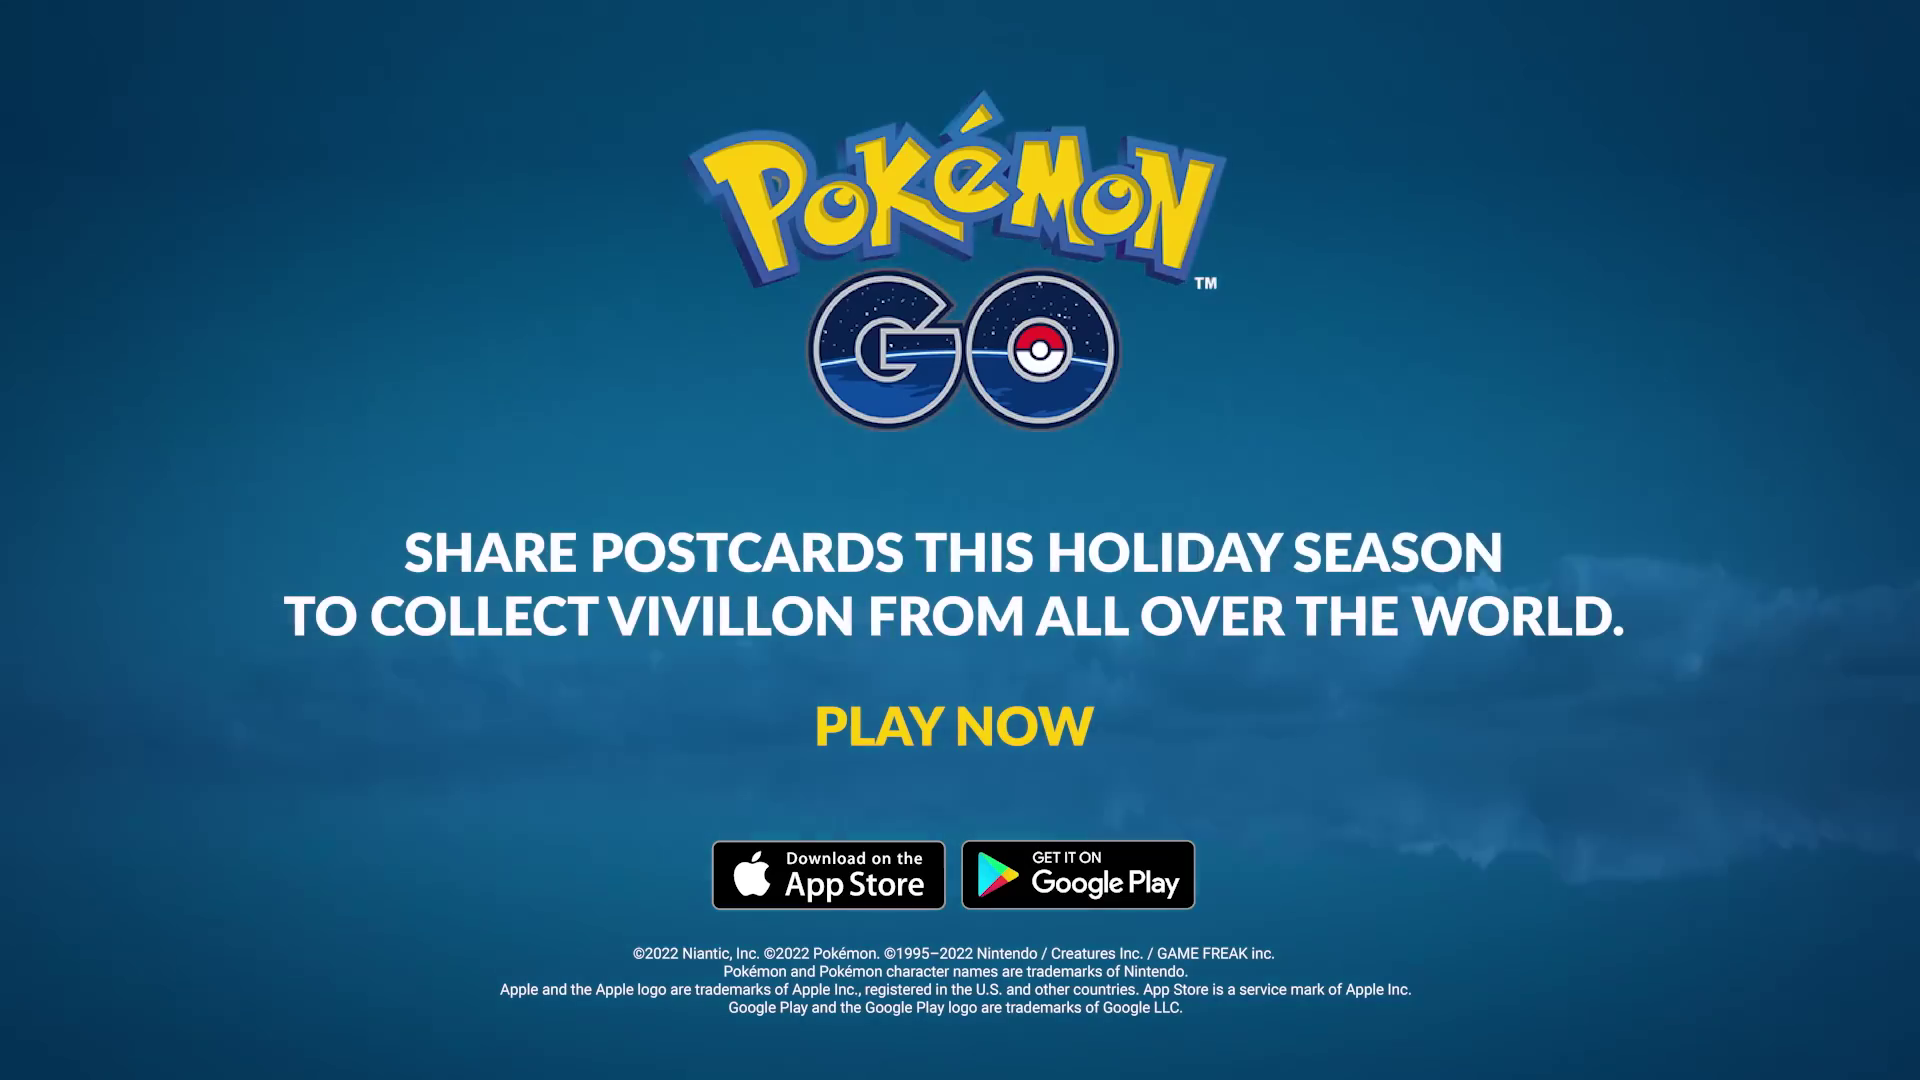 POKéMON
GO
TM
SHARE POSTCARDS THIS HOLIDAY SEASON
TO COLLECT VIVILLON FROM ALL OVER THE WORLD.
PLAY NOW
Download on the
App Store
GET IT ON
Google Play
©2022 Niantic, Inc. ©2022 Pokémon. ©1995–2022 Nintendo / Creatures Inc. / GAME FREAK inc.
Pokémon and Pokémon character names are trademarks of Nintendo.
Apple and the Apple logo are trademarks of Apple Inc., registered in the U.S. and other countries. App Store is a service mark of Apple Inc.
Google Play and the Google Play logo are trademarks of Google LLC.